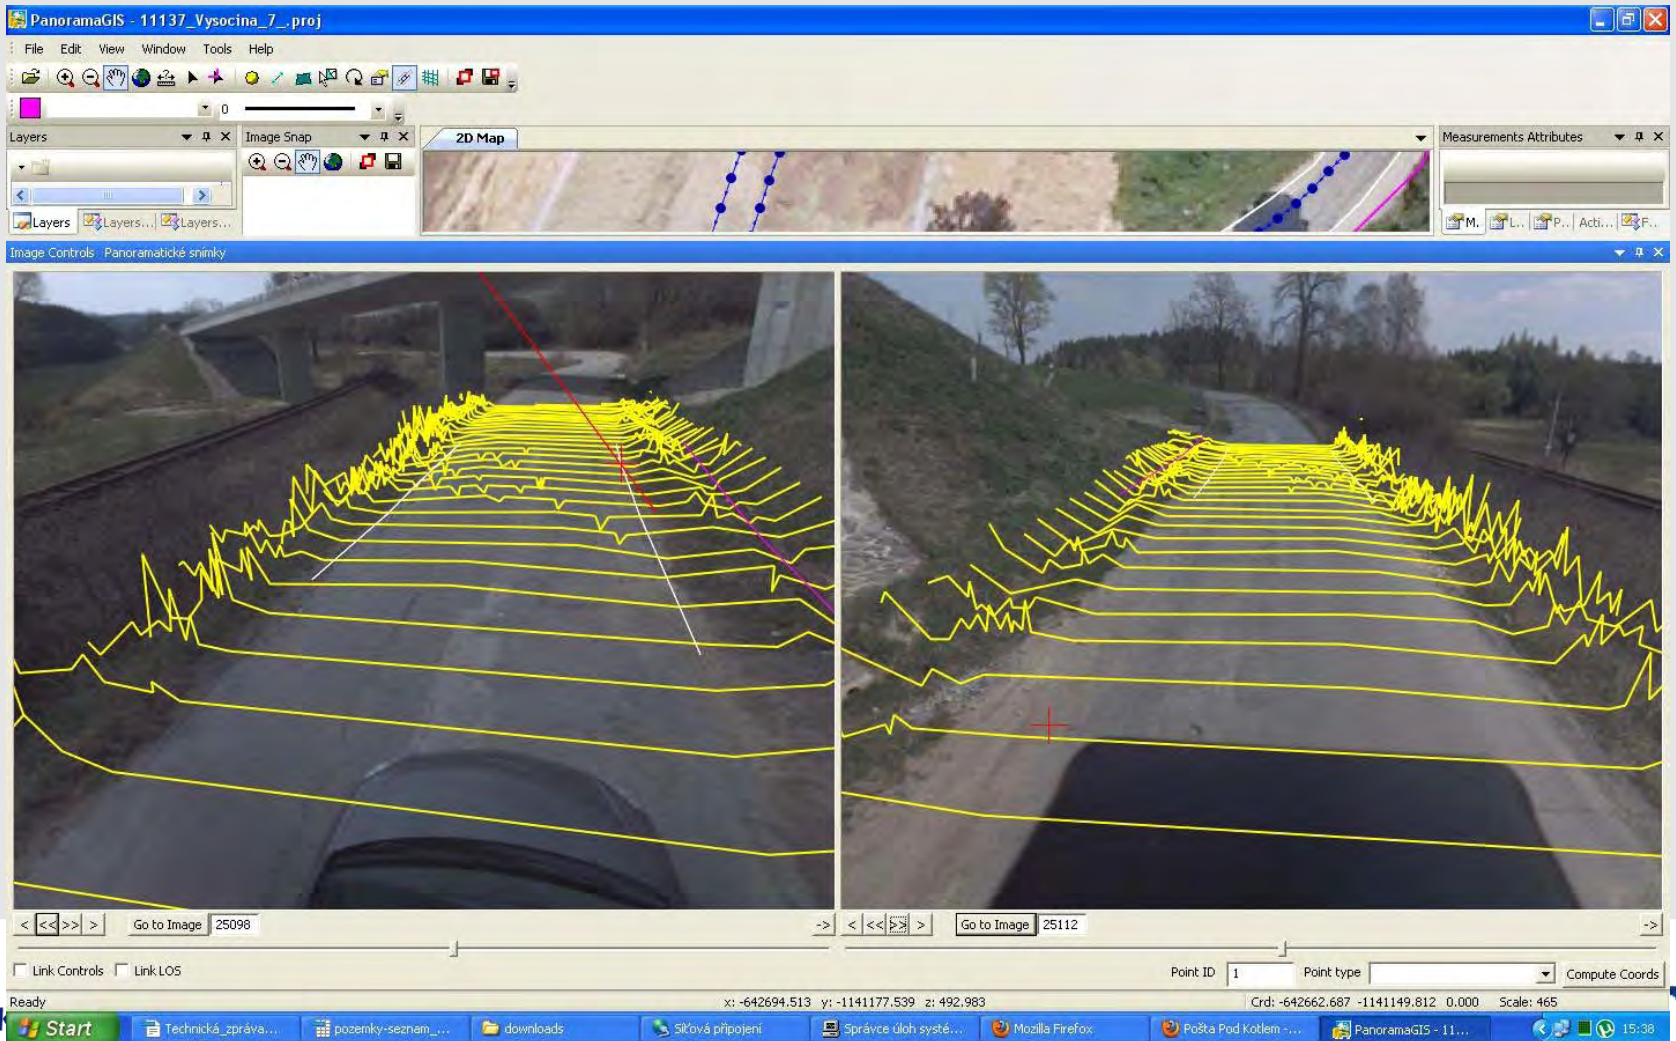 PanoramaGIS - 11137_Vysocina_7_.proj
File Edit View Window Tools Help
0
Layers
Image Snap
2D Map
Measurements Attributes
Layers Layers... Layers...
M. L.. P.. Acti... F..
Image Controls Panoramatické snímky
< << >> > Go to Image 25098 ->
< << >> > Go to Image 25112 ->
Link Controls Link LOS
Point ID 1 Point type Compute Coords
Ready x: -642694.513 y: -1141177.539 z: 492.983 Crd: -642662.687 -1141149.812 0.000 Scale: 465
Start Technická_zpráva... pozemky-seznam_... downloads Síťová připojení Správce úloh systé... Mozilla Firefox Pošta Pod Kotlem -... PanoramaGIS - 11... 15:38